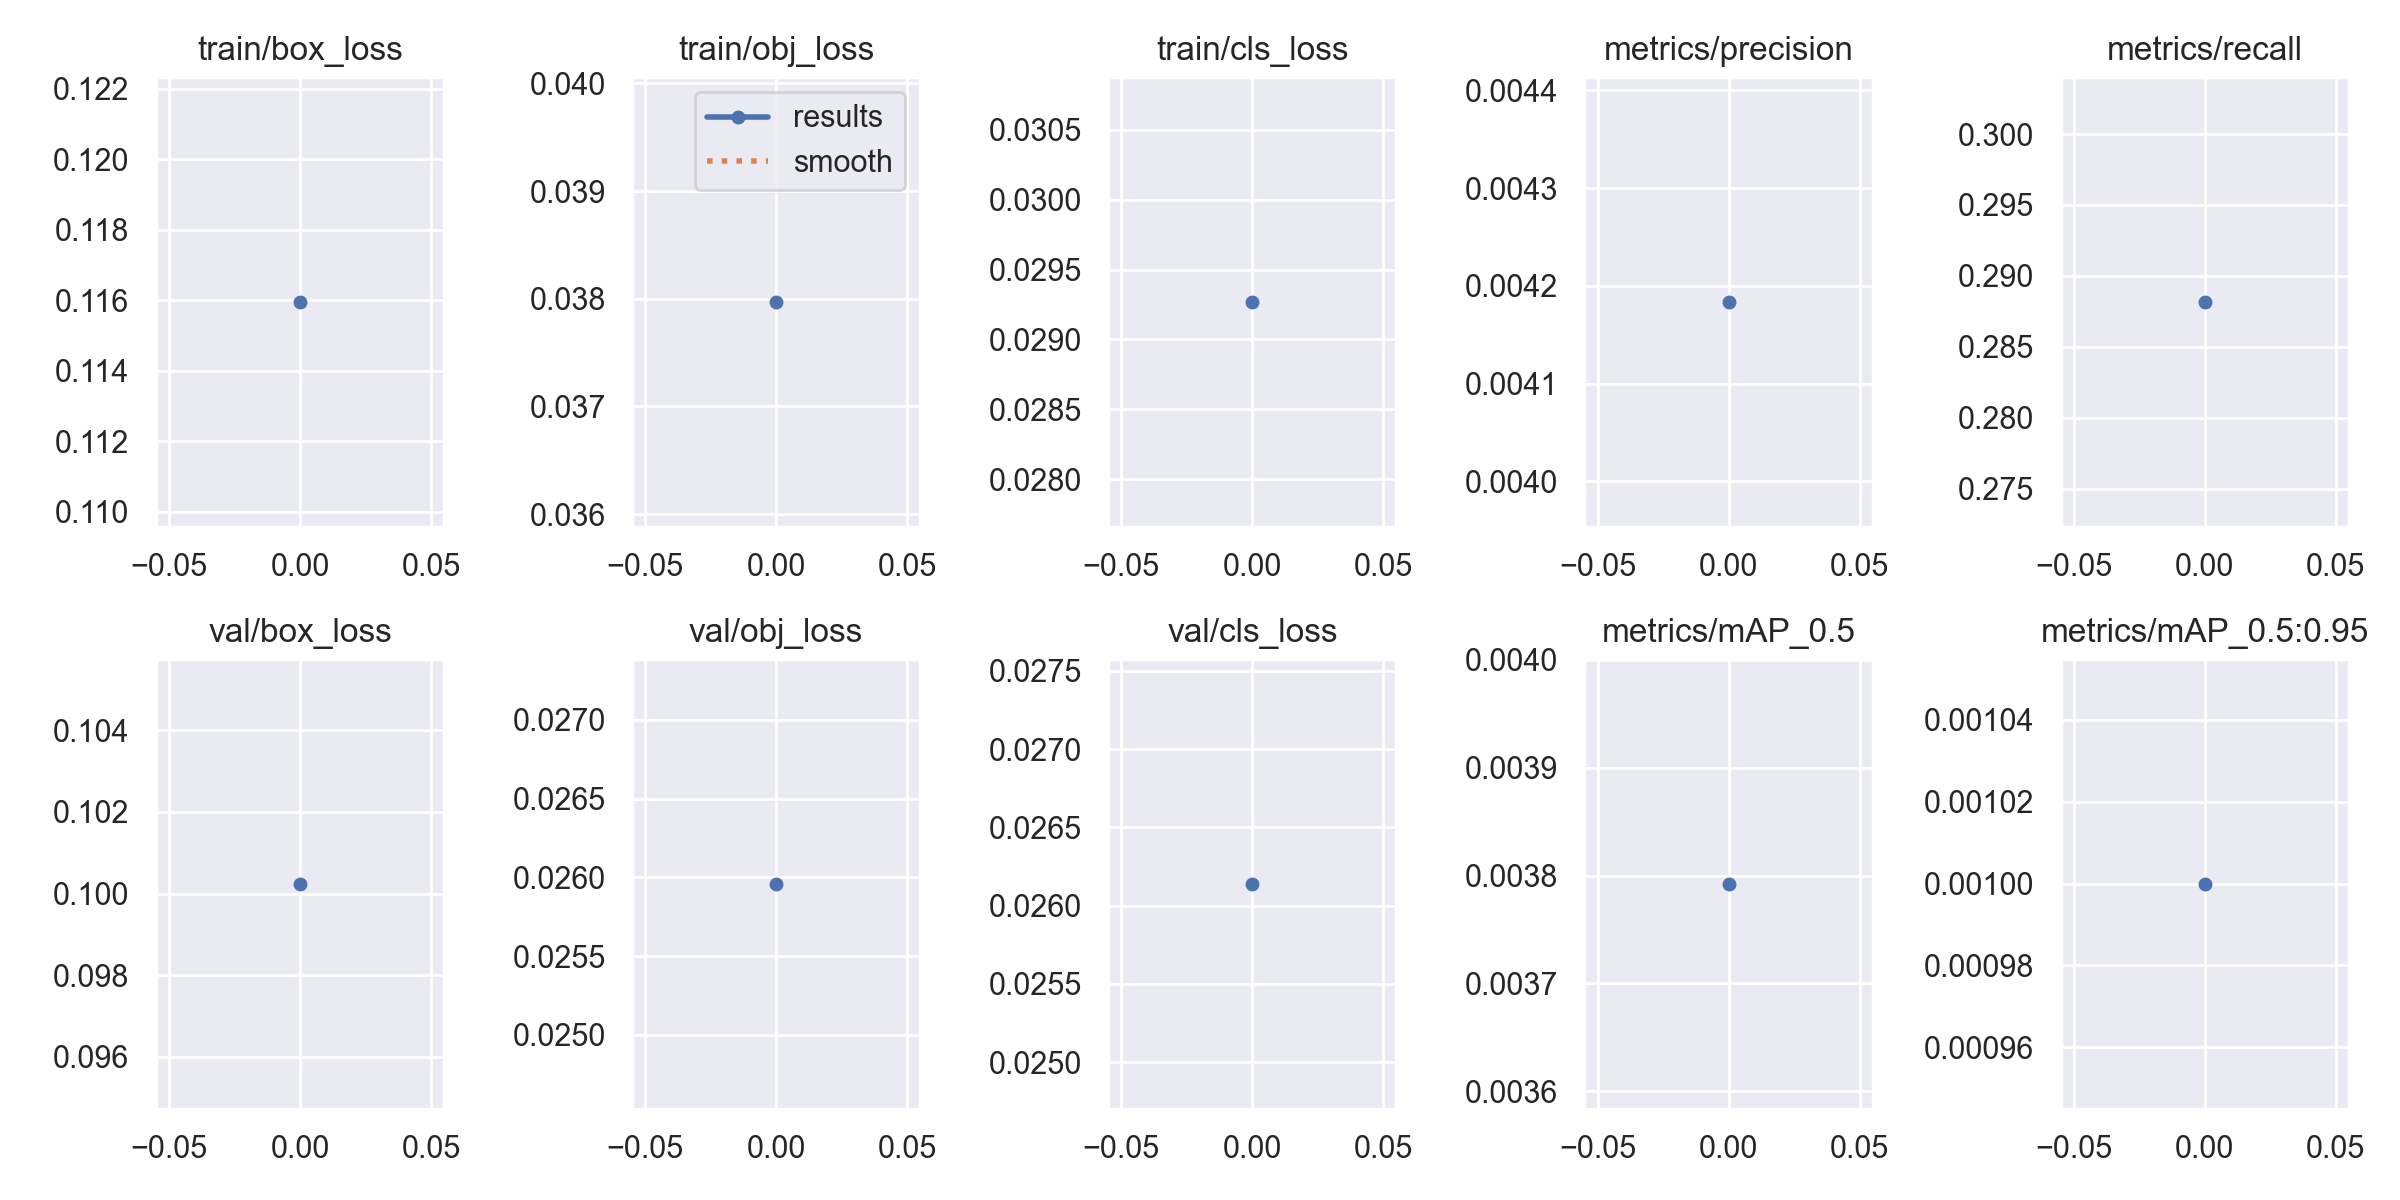 train/box_loss
0.122
0.120
0.118
0.116
0.114
0.112
0.110
−0.05 0.00 0.05
train/obj_loss
0.040
0.039
0.038
0.037
0.036
results
smooth
−0.05 0.00 0.05
train/cls_loss
0.0305
0.0300
0.0295
0.0290
0.0285
0.0280
−0.05 0.00 0.05
metrics/precision
0.0044
0.0043
0.0042
0.0041
0.0040
−0.05 0.00 0.05
metrics/recall
0.300
0.295
0.290
0.285
0.280
0.275
−0.05 0.00 0.05
val/box_loss
0.104
0.102
0.100
0.098
0.096
−0.05 0.00 0.05
val/obj_loss
0.0270
0.0265
0.0260
0.0255
0.0250
−0.05 0.00 0.05
val/cls_loss
0.0275
0.0270
0.0265
0.0260
0.0255
0.0250
−0.05 0.00 0.05
metrics/mAP_0.5
0.0040
0.0039
0.0038
0.0037
0.0036
−0.05 0.00 0.05
metrics/mAP_0.5:0.95
0.00104
0.00102
0.00100
0.00098
0.00096
−0.05 0.00 0.05